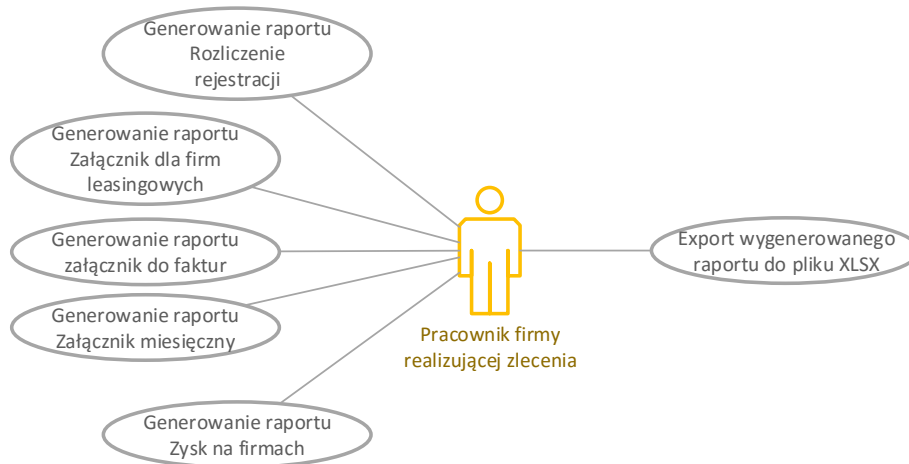 Generowanie raportu
Rozliczenie
rejestracji
Generowanie raportu
Załącznik dla firm
leasingowych
Generowanie raportu
załącznik do faktur
Generowanie raportu
Załącznik miesięczny
Generowanie raportu
Zysk na firmach
Pracownik firmy
realizującej zlecenia
Export wygenerowanego
raportu do pliku XLSX